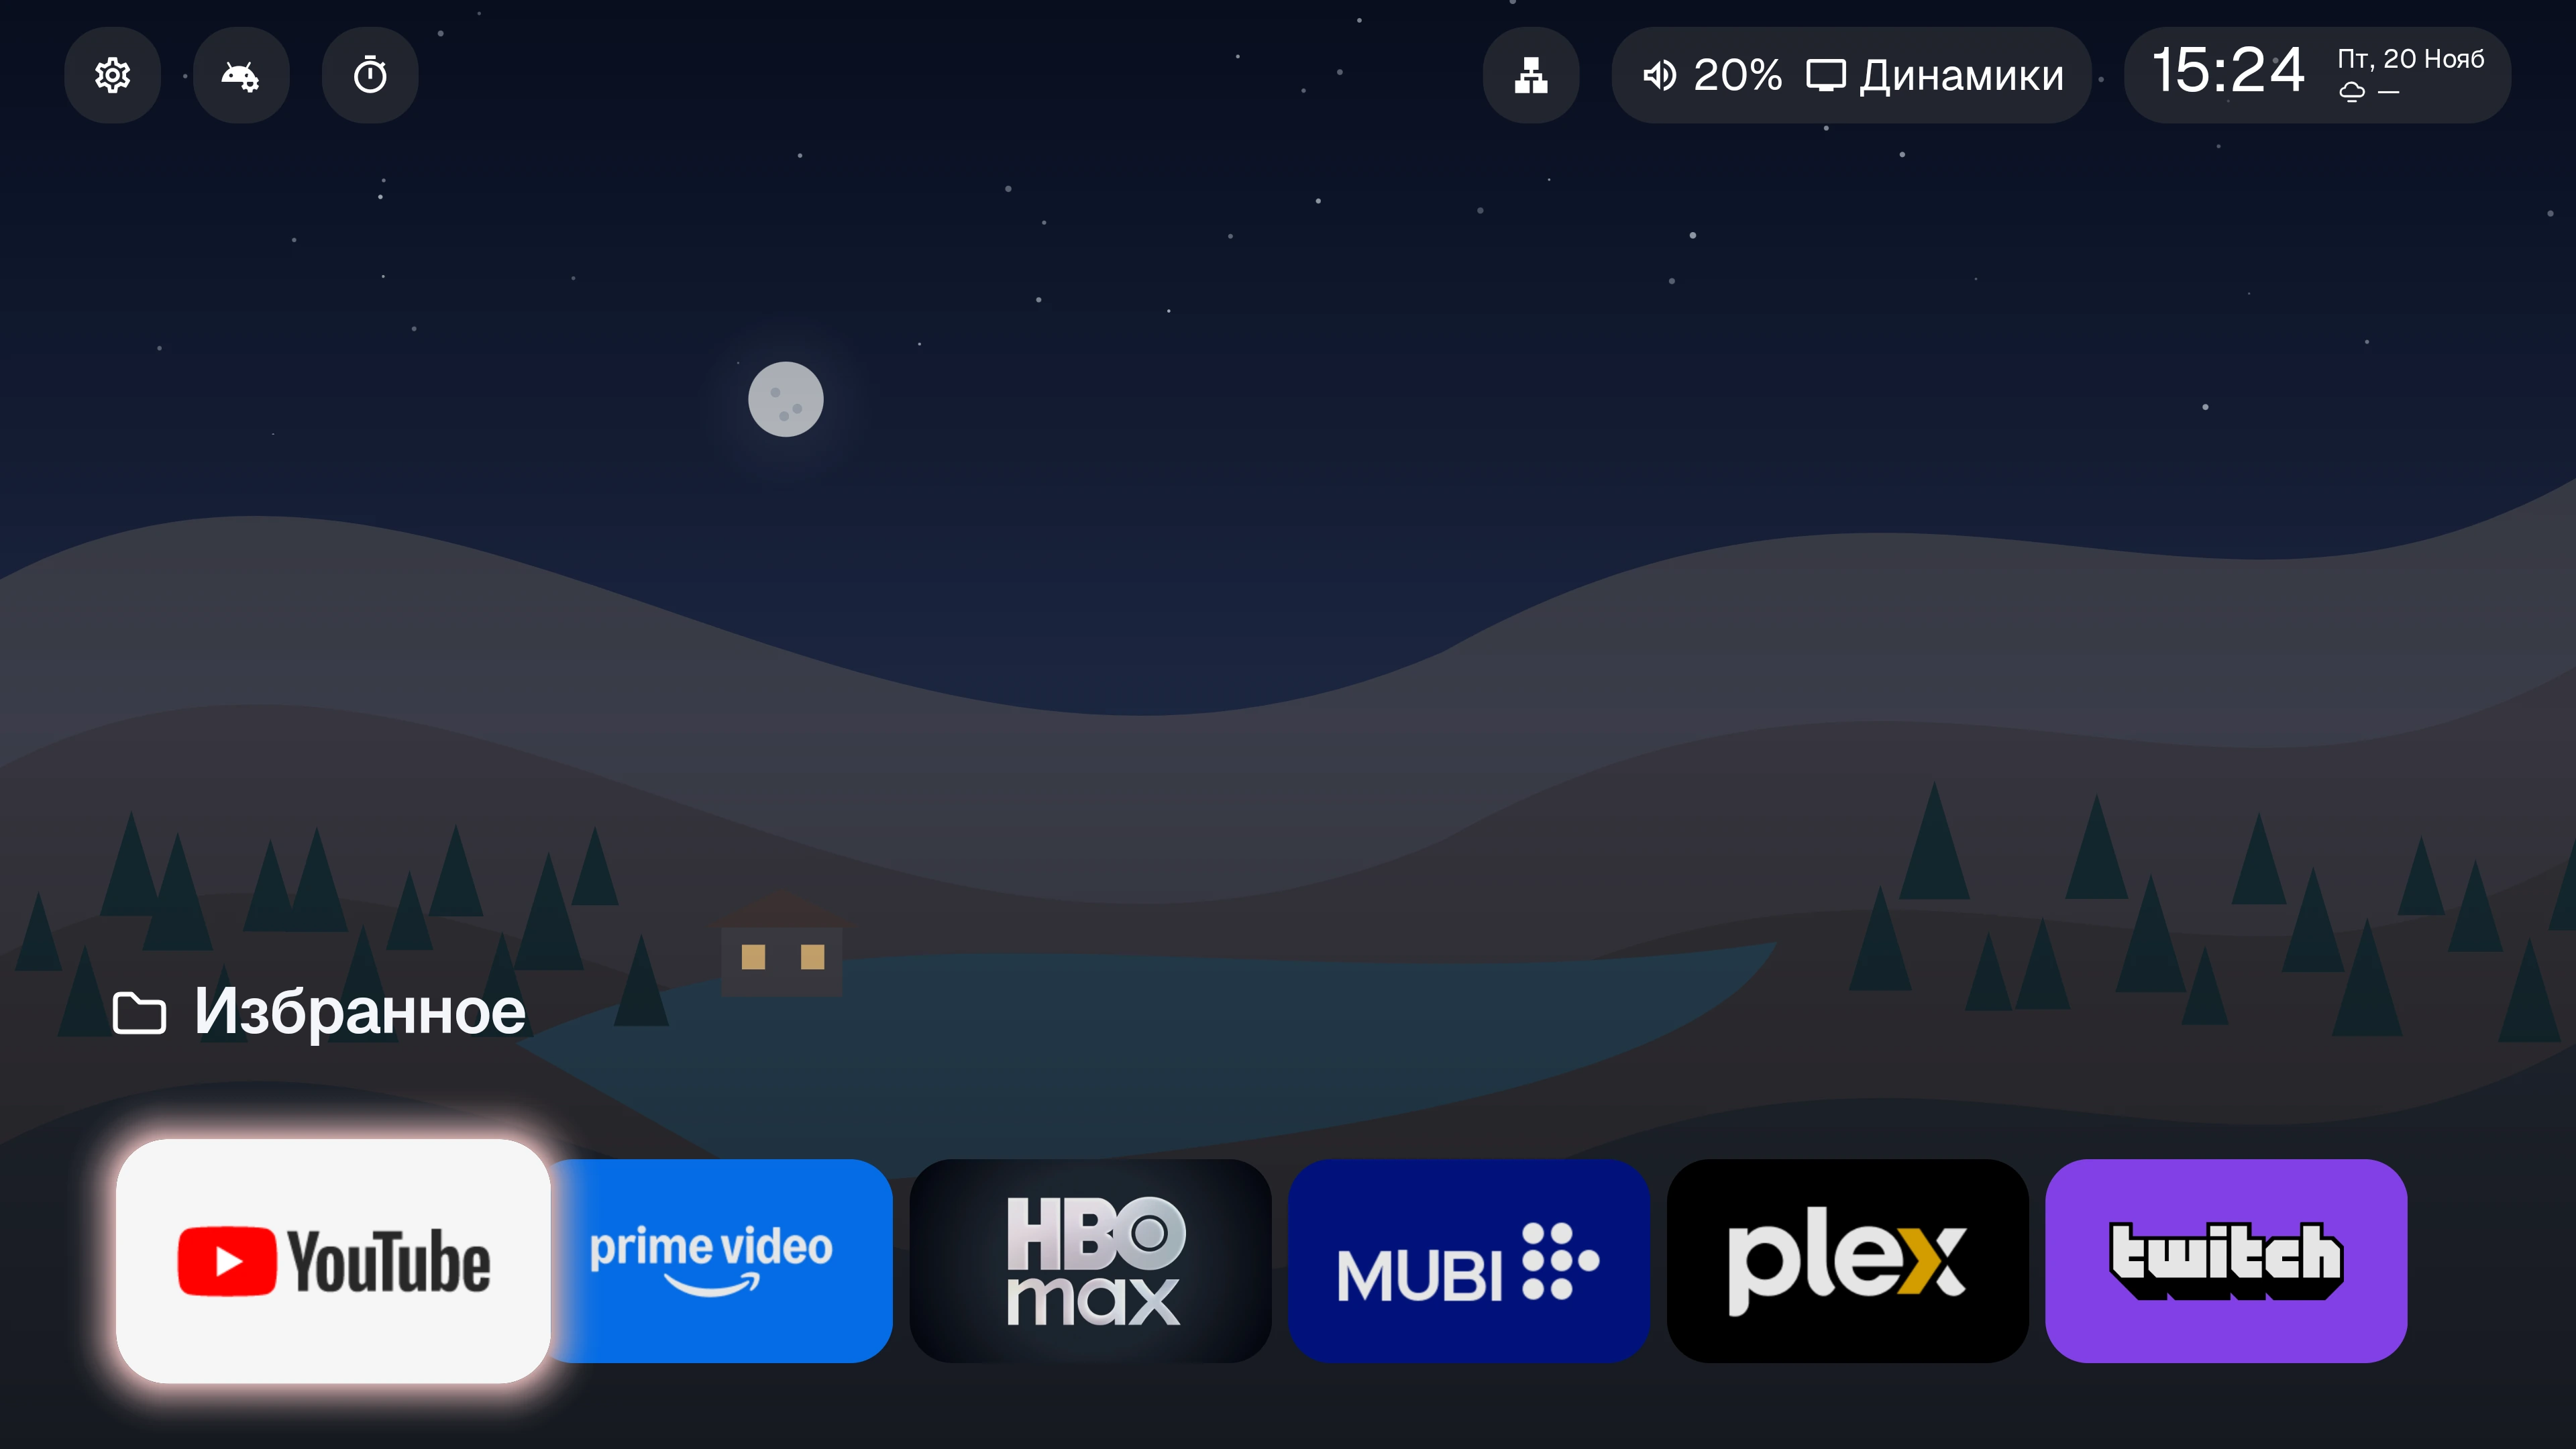 20% Динамики
15:24
Пт, 20 Нояб
—
Избранное
YouTube
prime video
HBO
max
MUBI
plex
twitch